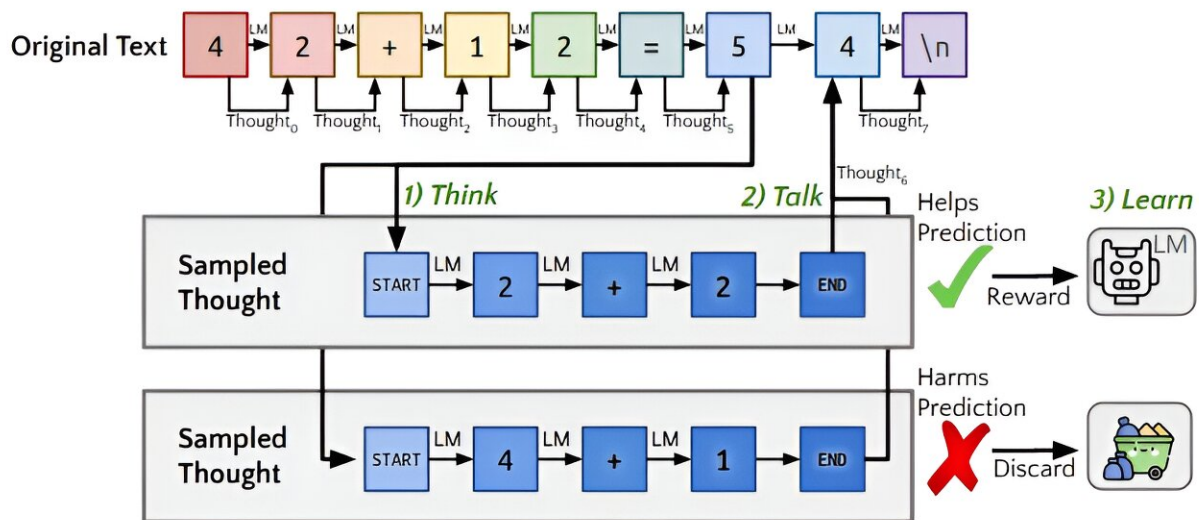 Original Text
4 LM 2 LM + LM 1 LM 2 LM = LM 5 LM 4 LM \n
Thought₀ Thought₁ Thought₂ Thought₃ Thought₄ Thought₅ Thought₇
Thought₆
1) Think
2) Talk
Helps
Prediction
3) Learn
Sampled
Thought
START LM 2 LM + LM 2 END
Reward
LM
Harms
Prediction
Sampled
Thought
START LM 4 LM + LM 1 END
Discard